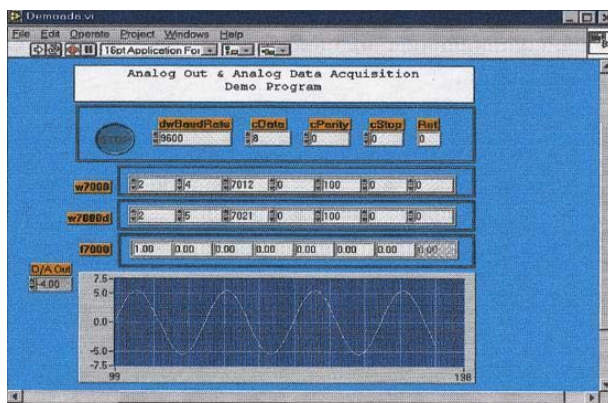 Demoada.vi
File Edit Operate Project Windows Help
16pt Application For
Analog Out & Analog Data Acquisition
Demo Program
STOP
dwBaudRate cData cParity cStop Ret
9600 8 0 0 0
w7000 2 4 7012 0 100 0 0
w7000d 2 5 7021 0 100 0 0
f7000 1.00 0.00 0.00 0.00 0.00 0.00 0.00 0.00
D/A Out
-4.00
7.5
5.0
0.0
-5.0
-7.5
99 198